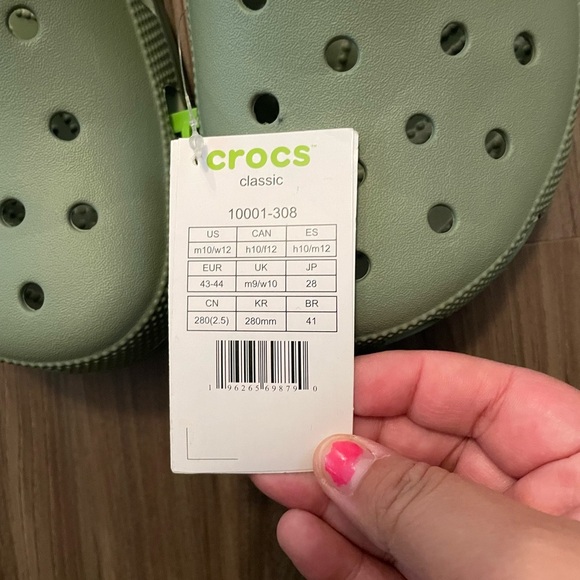 crocs™
classic
10001-308
US CAN ES
m10/w12 h10/f12 h10/m12
EUR UK JP
43-44 m9/w10 28
CN KR BR
280(2.5) 280mm 41
1 96265 69879 0